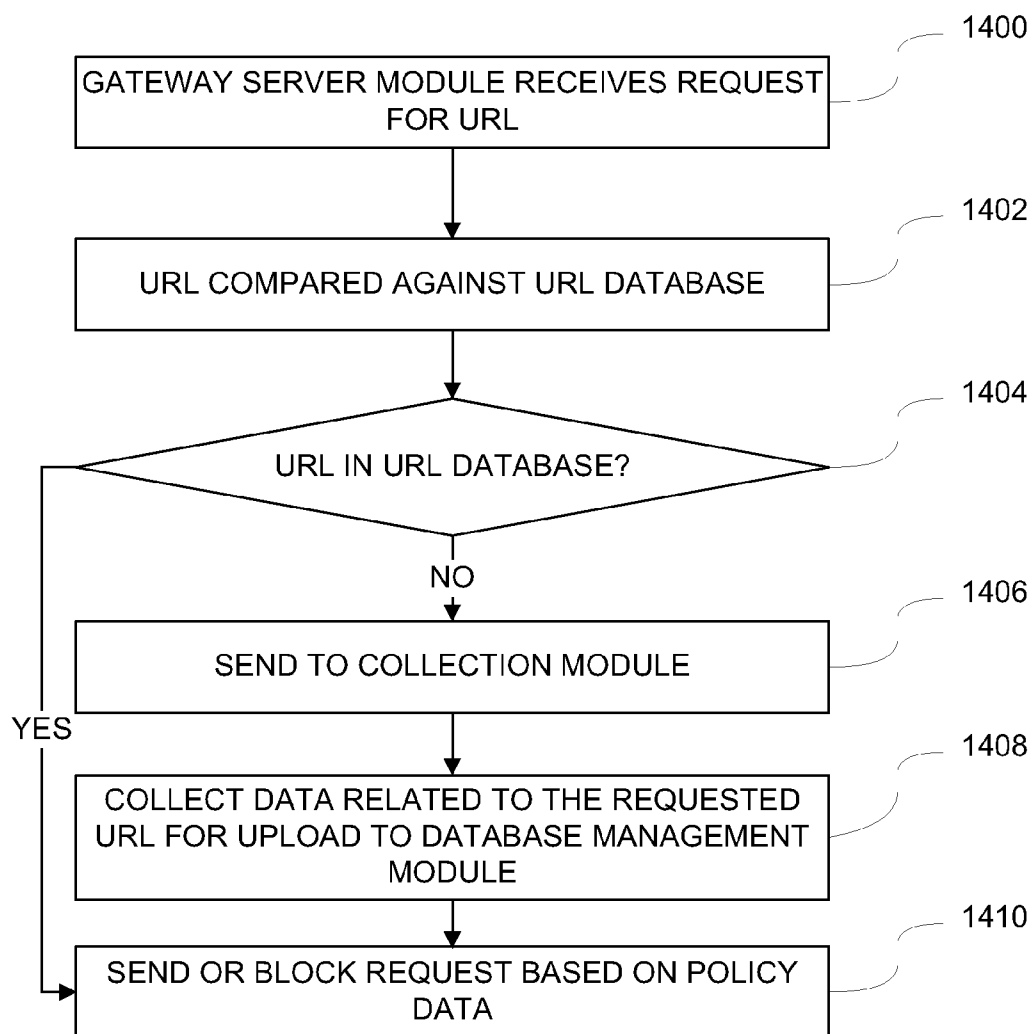 1400
GATEWAY SERVER MODULE RECEIVES REQUEST
FOR URL
1402
URL COMPARED AGAINST URL DATABASE
1404
URL IN URL DATABASE?
NO
1406
SEND TO COLLECTION MODULE
YES
1408
COLLECT DATA RELATED TO THE REQUESTED
URL FOR UPLOAD TO DATABASE MANAGEMENT
MODULE
1410
SEND OR BLOCK REQUEST BASED ON POLICY
DATA